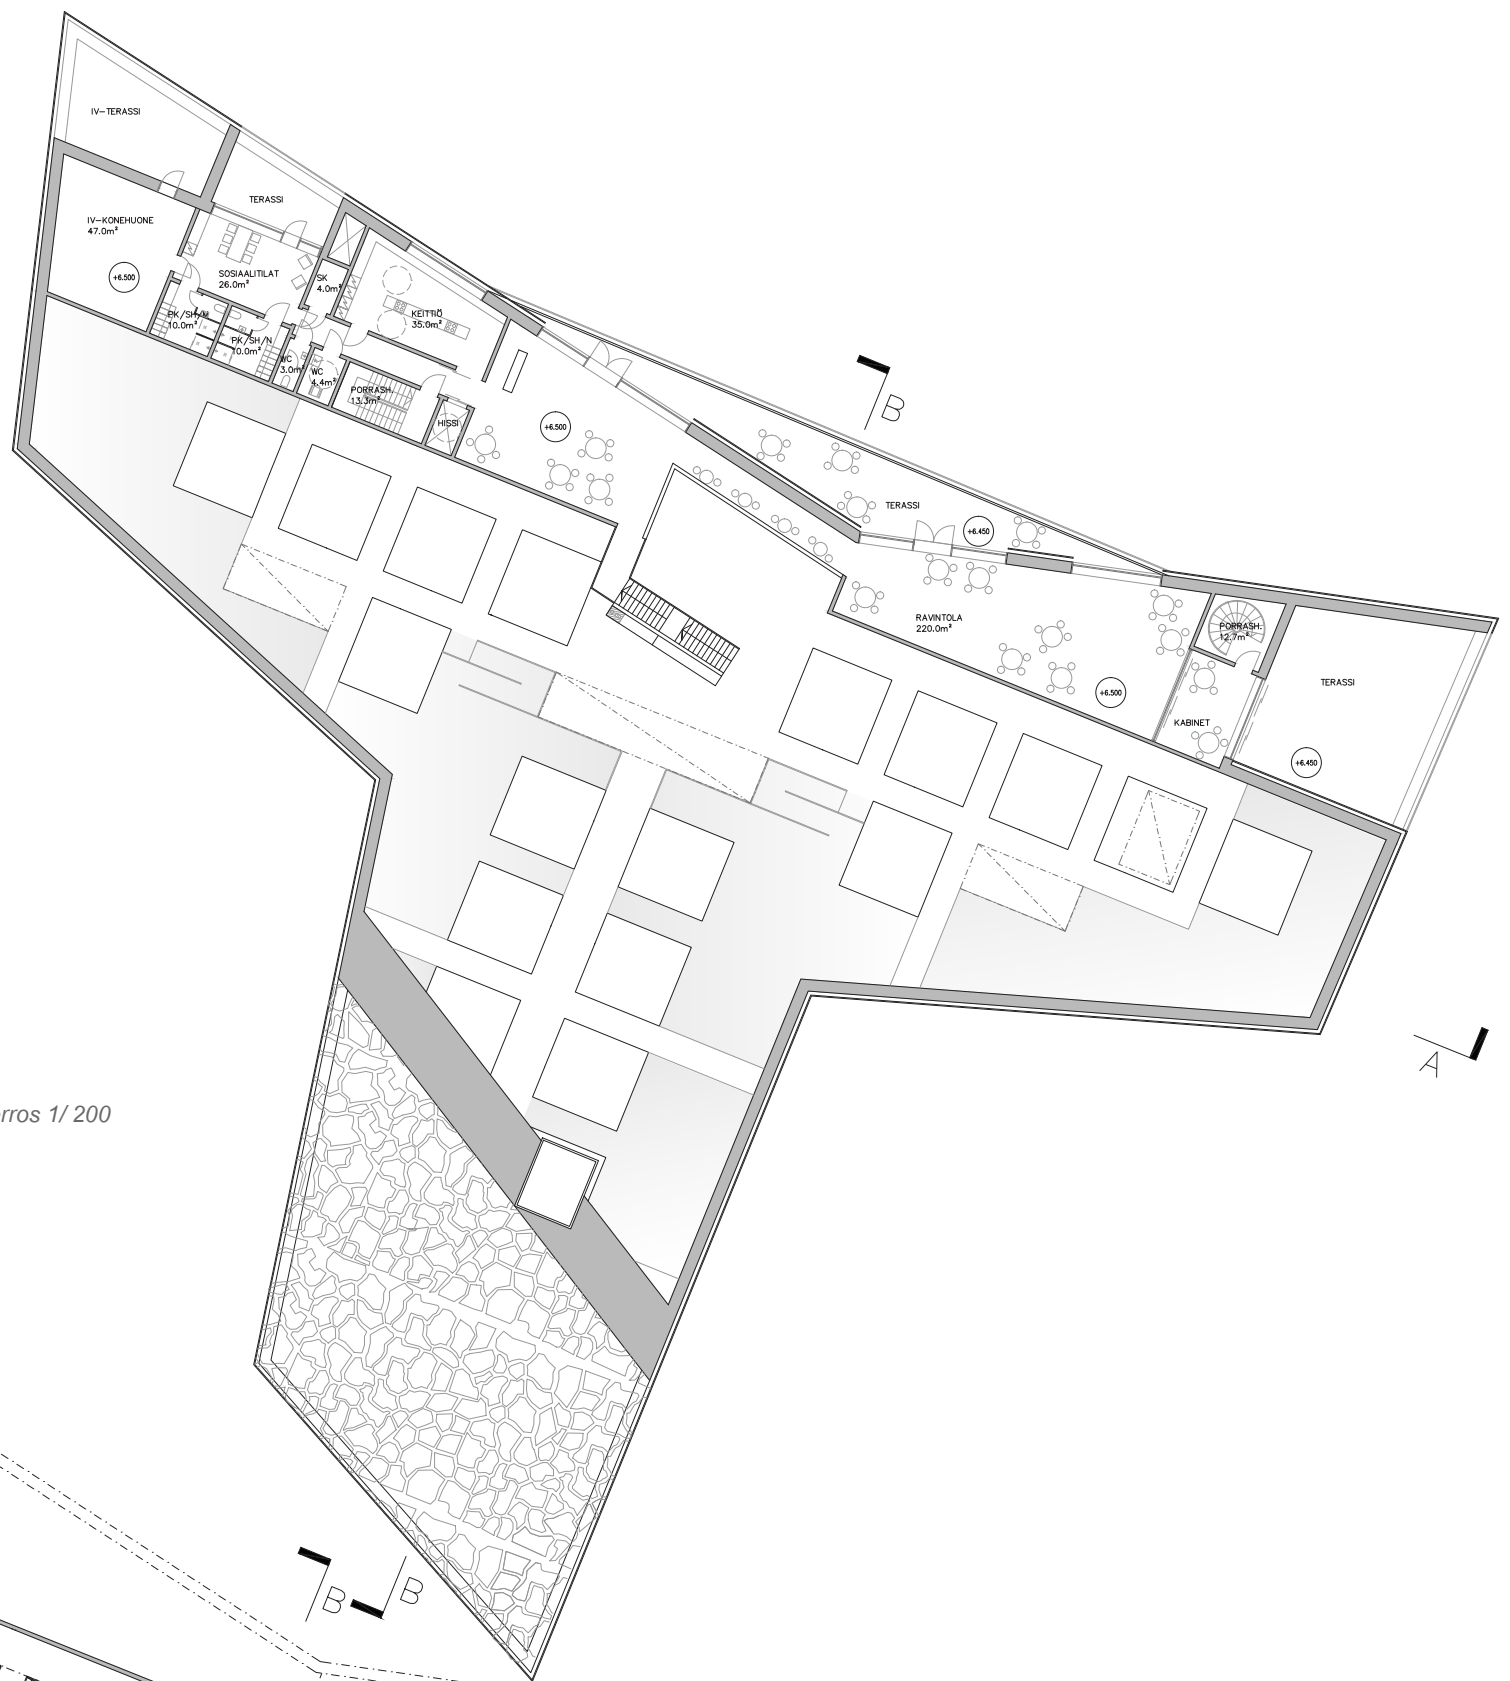 IV-TERASSI
TERASSI
IV-KONEHUONE
47.0m²
+6.500
SOSIAALITILAT
26.0m²
SK
4.0m²
KEITTIÖ
35.0m²
PK/SH/M
10.0m²
PK/SH/N
10.0m²
WC
3.0m²
WC
4.4m²
PORRASH.
13.3m²
HISSI
+6.500
B
TERASSI
+6.450
RAVINTOLA
220.0m²
PORRASH.
12.7m²
TERASSI
+6.500
KABINET
+6.450
A
rros 1/ 200
B
B